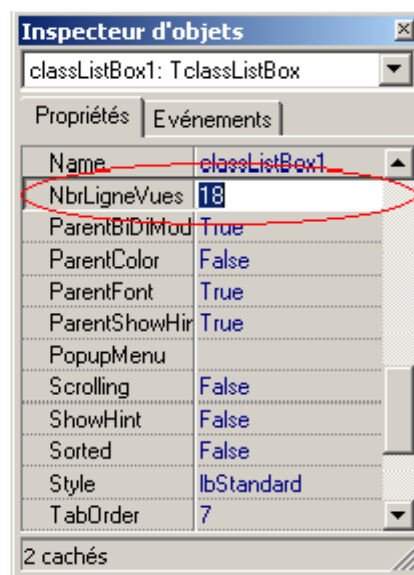 Inspecteur d'objets
classListBox1: TclassListBox
Propriétés Evénements
Name classListBox1
NbrLigneVues 18
ParentBiDiMod True
ParentColor False
ParentFont True
ParentShowHir True
PopupMenu
Scrolling False
ShowHint False
Sorted False
Style lbStandard
TabOrder 7
2 cachés